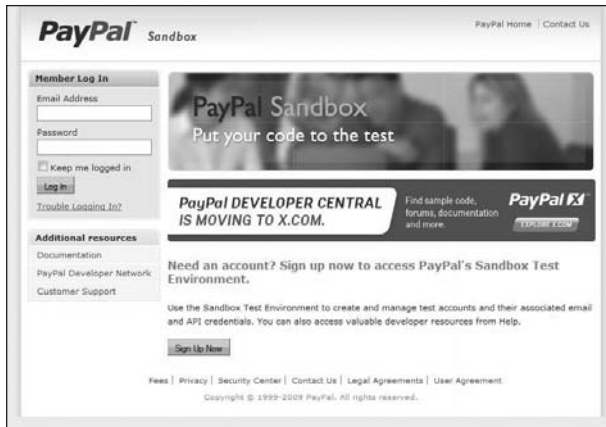 PayPal Sandbox
PayPal Home | Contact Us
Member Log In
Email Address
Password
Keep me logged in
Log In
Trouble Logging In?
Additional resources
Documentation
PayPal Developer Network
Customer Support
PayPal Sandbox
Put your code to the test
PayPal DEVELOPER CENTRAL
IS MOVING TO X.COM.
Find sample code,
forums, documentation
and more.
PayPal X
EXPLORE X.COM
Need an account? Sign up now to access PayPal's Sandbox Test
Environment.
Use the Sandbox Test Environment to create and manage test accounts and their associated email
and API credentials. You can also access valuable developer resources from Help.
Sign Up Now
Fees | Privacy | Security Center | Contact Us | Legal Agreements | User Agreement
Copyright © 1999-2009 PayPal. All rights reserved.